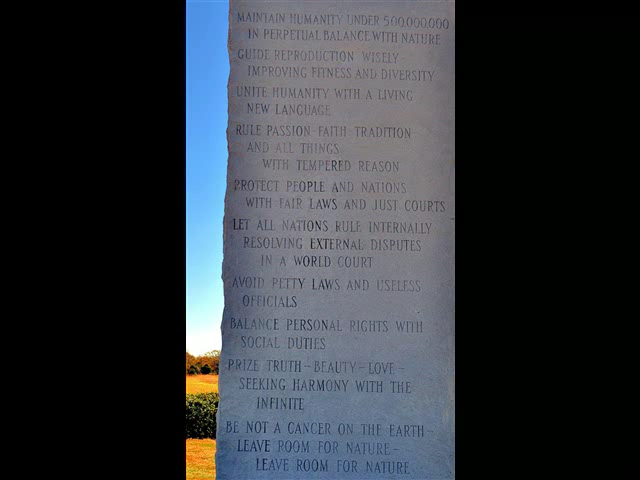 MAINTAIN HUMANITY UNDER 500,000,000
IN PERPETUAL BALANCE WITH NATURE
GUIDE REPRODUCTION WISELY –
IMPROVING FITNESS AND DIVERSITY
UNITE HUMANITY WITH A LIVING
NEW LANGUAGE
RULE PASSION – FAITH – TRADITION
AND ALL THINGS
WITH TEMPERED REASON
PROTECT PEOPLE AND NATIONS
WITH FAIR LAWS AND JUST COURTS
LET ALL NATIONS RULE INTERNALLY
RESOLVING EXTERNAL DISPUTES
IN A WORLD COURT
AVOID PETTY LAWS AND USELESS
OFFICIALS
BALANCE PERSONAL RIGHTS WITH
SOCIAL DUTIES
PRIZE TRUTH – BEAUTY – LOVE –
SEEKING HARMONY WITH THE
INFINITE
BE NOT A CANCER ON THE EARTH –
LEAVE ROOM FOR NATURE –
LEAVE ROOM FOR NATURE